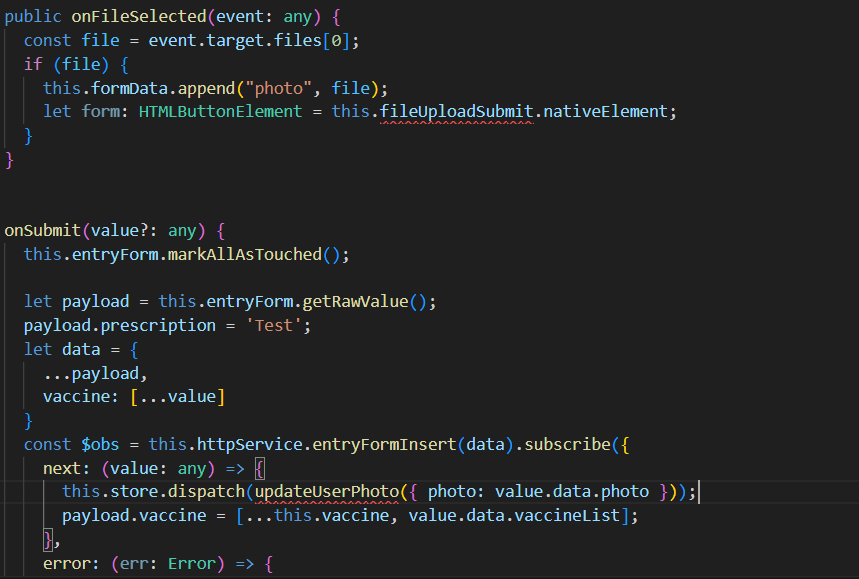 public onFileSelected(event: any) {
  const file = event.target.files[0];
  if (file) {
    this.formData.append("photo", file);
    let form: HTMLButtonElement = this.fileUploadSubmit.nativeElement;
  }
}
onSubmit(value?: any) {
  this.entryForm.markAllAsTouched();
  let payload = this.entryForm.getRawValue();
  payload.prescription = 'Test';
  let data = {
    ...payload,
    vaccine: [...value]
  }
  const $obs = this.httpService.entryFormInsert(data).subscribe({
    next: (value: any) => {
      this.store.dispatch(updateUserPhoto({ photo: value.data.photo }));
      payload.vaccine = [...this.vaccine, value.data.vaccineList];
    },
    error: (err: Error) => {